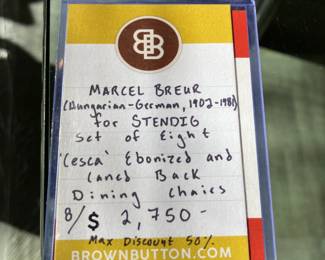 BB
MARCEL BREUR
(Hungarian-German, 1902-1981)
for STENDIG
Set of Eight
'Cesca' Ebonized and
Caned Back
Dining Chairs
8/$ 2,750-
Max Discount 50%
BROWNBUTTON.COM